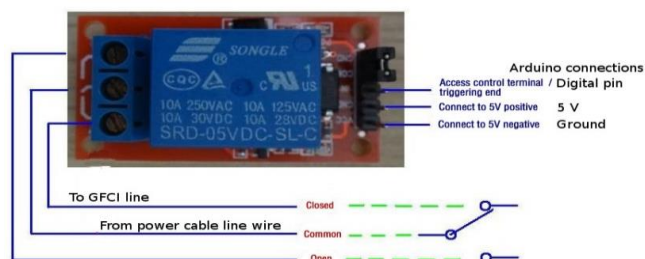 SONGLE
®
CQC
C US
1
10A 250VAC 10A 125VAC
10A 30VDC 10A 28VDC
SRD-05VDC-SL-C
Arduino connections
Access control terminal / Digital pin
triggering end
Connect to 5V positive 5 V
Connect to 5V negative Ground
To GFCI line
Closed
From power cable line wire
Common
Open